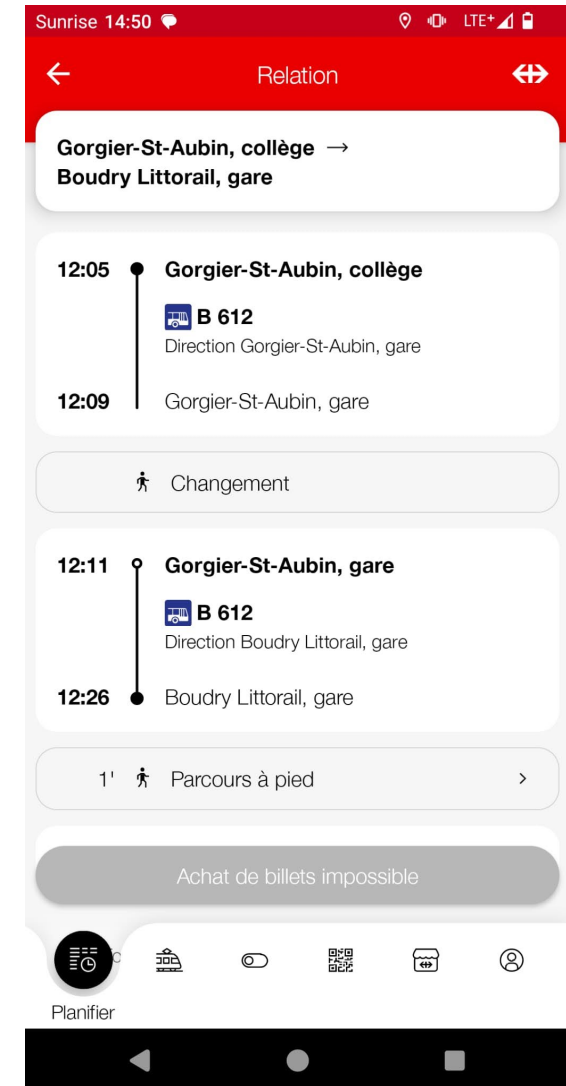 Sunrise 14:50 LTE+
Relation
Gorgier-St-Aubin, collège →
Boudry Littorail, gare
12:05 Gorgier-St-Aubin, collège
B 612
Direction Gorgier-St-Aubin, gare
12:09 Gorgier-St-Aubin, gare
Changement
12:11 Gorgier-St-Aubin, gare
B 612
Direction Boudry Littorail, gare
12:26 Boudry Littorail, gare
1' Parcours à pied
Achat de billets impossible
Planifier